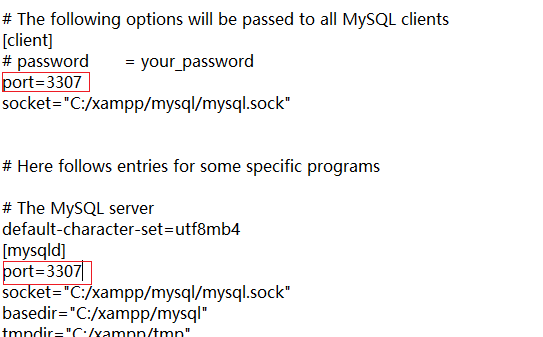 # The following options will be passed to all MySQL clients
[client]
# password = your_password
port=3307
socket="C:/xampp/mysql/mysql.sock"
# Here follows entries for some specific programs
# The MySQL server
default-character-set=utf8mb4
[mysqld]
port=3307
socket="C:/xampp/mysql/mysql.sock"
basedir="C:/xampp/mysql"
tmpdir="C:/xampp/tmp"